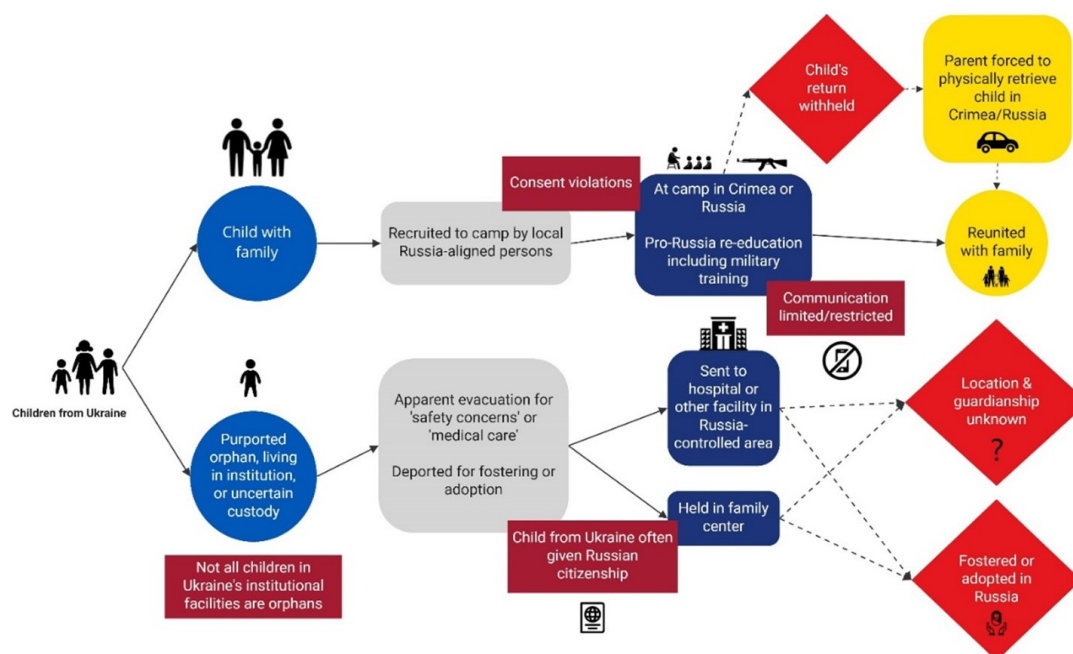 Child's
return
withheld
Parent forced to
physically retrieve
child in
Crimea/Russia
Consent violations
Child with
family
Recruited to camp by local
Russia-aligned persons
At camp in Crimea or
Russia
Pro-Russia re-education
including military
training
Reunited
with family
Communication
limited/restricted
Children from Ukraine
Purported
orphan, living
in institution,
or uncertain
custody
Not all children in
Ukraine's institutional
facilities are orphans
Apparent evacuation for
'safety concerns' or
'medical care'
Deported for fostering or
adoption
Child from Ukraine often
given Russian
citizenship
Sent to
hospital or
other facility in
Russia-
controlled area
Held in family
center
Location &
guardianship
unknown
?
Fostered or
adopted in
Russia